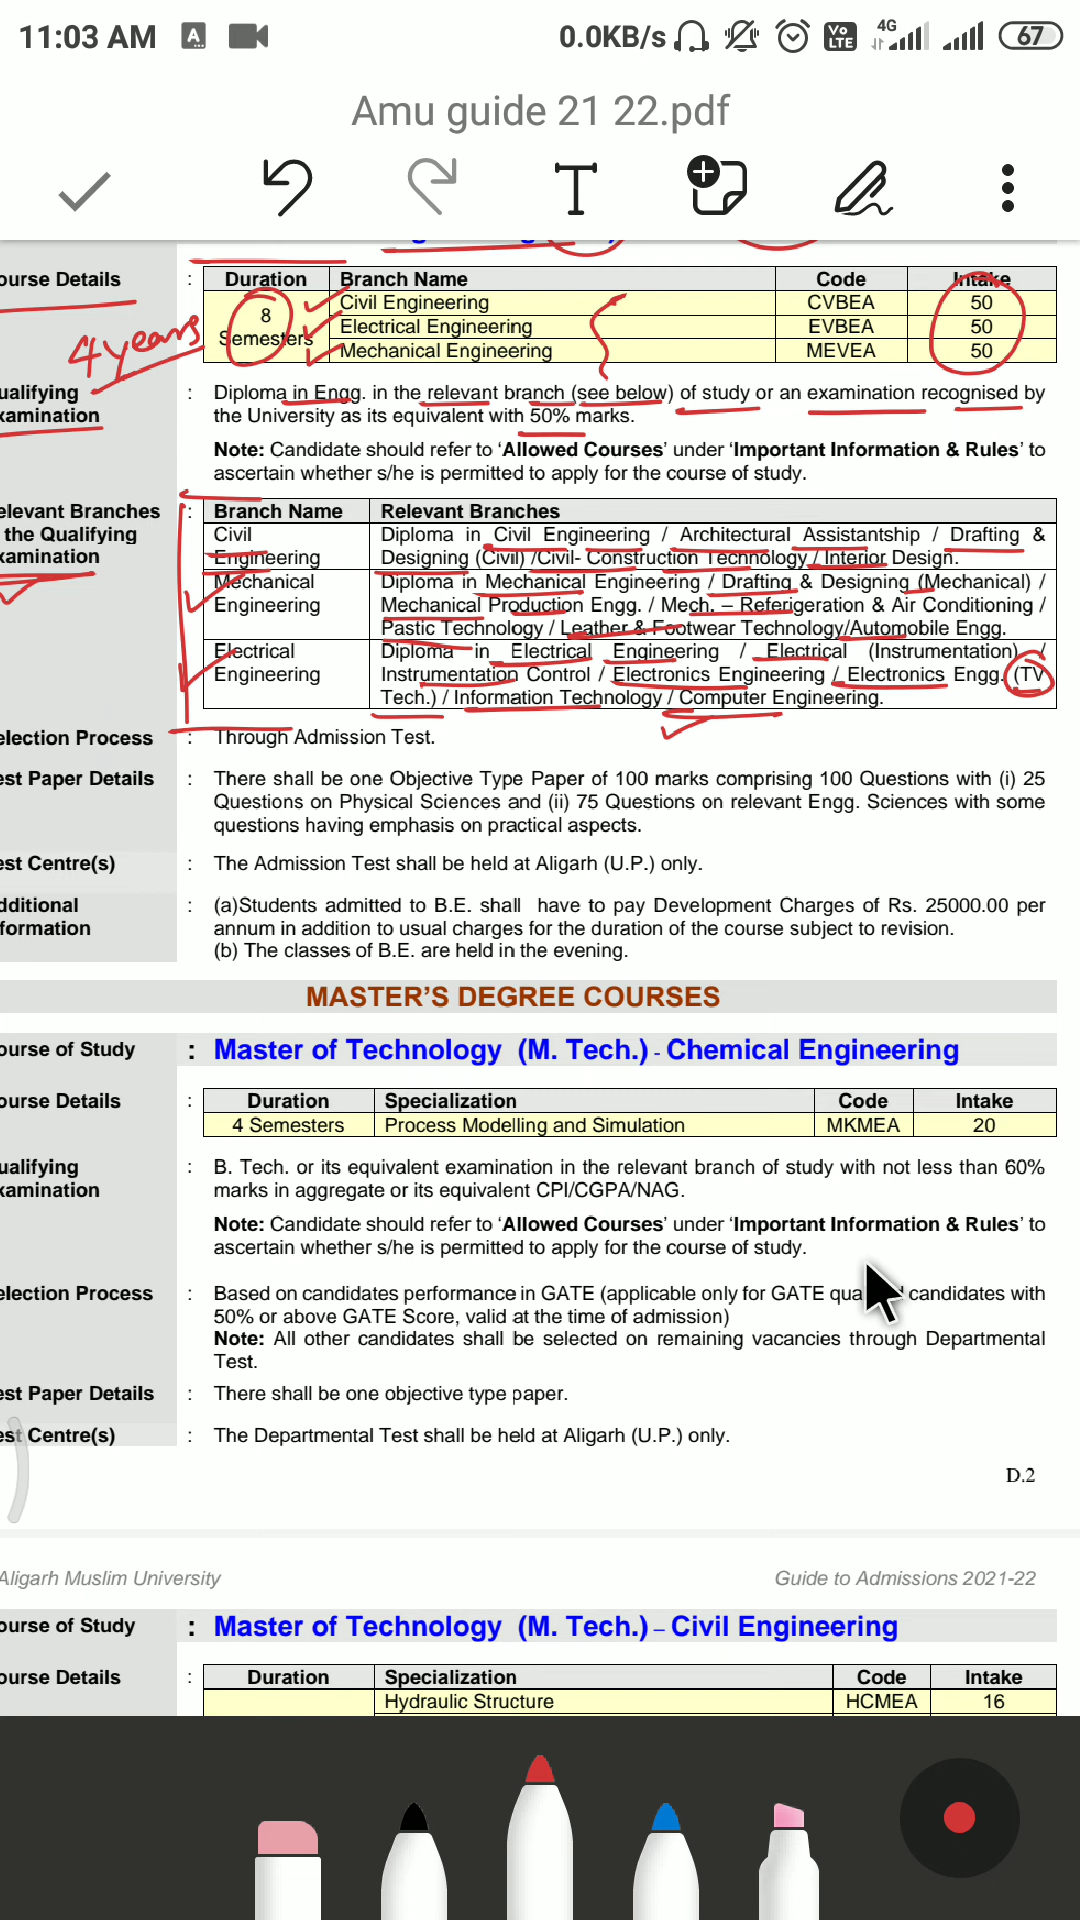 11:03 AM A... 0.0KB/s Vo LTE 4G 67
Amu guide 21 22.pdf
T
ourse Details : Duration Branch Name Code Intake
8 Semesters Civil Engineering CVBEA 50
Electrical Engineering EVBEA 50
Mechanical Engineering MEVEA 50
4 years
ualifying : Diploma in Engg. in the relevant branch (see below) of study or an examination recognised by
xamination the University as its equivalent with 50% marks.
Note: Candidate should refer to ‘Allowed Courses’ under ‘Important Information & Rules’ to
ascertain whether s/he is permitted to apply for the course of study.
elevant Branches : Branch Name Relevant Branches
the Qualifying Civil Diploma in Civil Engineering / Architectural Assistantship / Drafting &
xamination Engineering Designing (Civil) /Civil- Construction Technology / Interior Design.
Mechanical Diploma in Mechanical Engineering / Drafting & Designing (Mechanical) /
Engineering Mechanical Production Engg. / Mech. – Referigeration & Air Conditioning /
Pastic Technology / Leather & Footwear Technology/Automobile Engg.
Electrical Diploma in Electrical Engineering / Electrical (Instrumentation) /
Engineering Instrumentation Control / Electronics Engineering / Electronics Engg. (TV
Tech.) / Information Technology / Computer Engineering.
election Process : Through Admission Test.
est Paper Details : There shall be one Objective Type Paper of 100 marks comprising 100 Questions with (i) 25
Questions on Physical Sciences and (ii) 75 Questions on relevant Engg. Sciences with some
questions having emphasis on practical aspects.
est Centre(s) : The Admission Test shall be held at Aligarh (U.P.) only.
dditional : (a)Students admitted to B.E. shall have to pay Development Charges of Rs. 25000.00 per
formation annum in addition to usual charges for the duration of the course subject to revision.
(b) The classes of B.E. are held in the evening.
MASTER’S DEGREE COURSES
ourse of Study : Master of Technology (M. Tech.) - Chemical Engineering
ourse Details : Duration Specialization Code Intake
4 Semesters Process Modelling and Simulation MKMEA 20
ualifying : B. Tech. or its equivalent examination in the relevant branch of study with not less than 60%
xamination marks in aggregate or its equivalent CPI/CGPA/NAG.
Note: Candidate should refer to ‘Allowed Courses’ under ‘Important Information & Rules’ to
ascertain whether s/he is permitted to apply for the course of study.
election Process : Based on candidates performance in GATE (applicable only for GATE qua candidates with
50% or above GATE Score, valid at the time of admission)
Note: All other candidates shall be selected on remaining vacancies through Departmental
Test.
est Paper Details : There shall be one objective type paper.
est Centre(s) : The Departmental Test shall be held at Aligarh (U.P.) only.
D.2
Aligarh Muslim University Guide to Admissions 2021-22
ourse of Study : Master of Technology (M. Tech.) – Civil Engineering
ourse Details : Duration Specialization Code Intake
Hydraulic Structure HCMEA 16